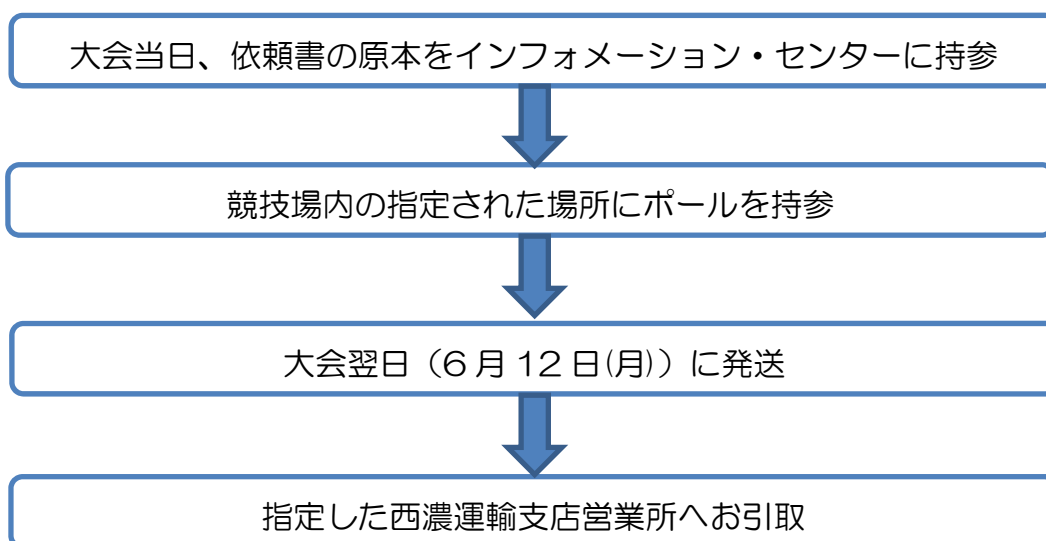 大会当日、依頼書の原本をインフォメーション・センターに持参
競技場内の指定された場所にポールを持参
大会翌日（6月12日(月)）に発送
指定した西濃運輸支店営業所へお引取